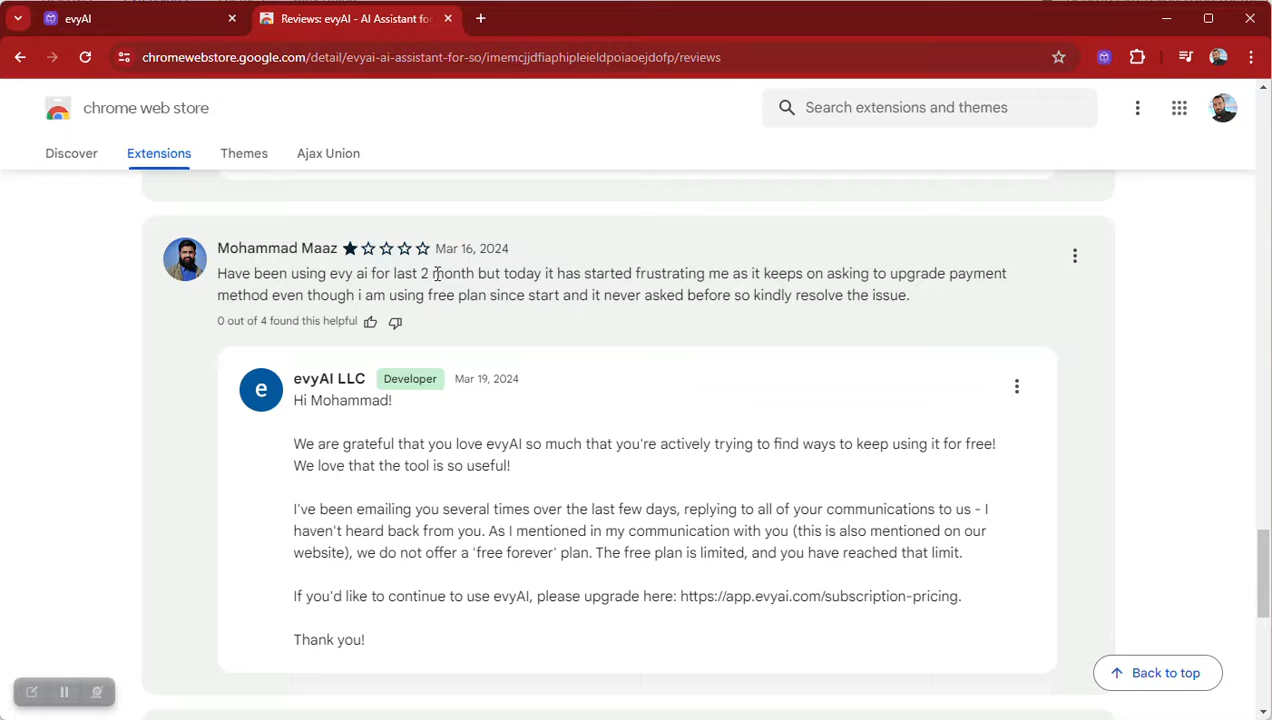 evyAI
Reviews: evyAI - AI Assistant for
chromewebstore.google.com/detail/evyai-ai-assistant-for-so/imemcjjdfiaphipleieldpoiaoejdofp/reviews
chrome web store
Search extensions and themes
Discover Extensions Themes Ajax Union
Mohammad Maaz Mar 16, 2024
Have been using evy ai for last 2 month but today it has started frustrating me as it keeps on asking to upgrade payment
method even though i am using free plan since start and it never asked before so kindly resolve the issue.
0 out of 4 found this helpful
e
evyAI LLC Developer Mar 19, 2024
Hi Mohammad!
We are grateful that you love evyAI so much that you're actively trying to find ways to keep using it for free!
We love that the tool is so useful!
I've been emailing you several times over the last few days, replying to all of your communications to us - I
haven't heard back from you. As I mentioned in my communication with you (this is also mentioned on our
website), we do not offer a 'free forever' plan. The free plan is limited, and you have reached that limit.
If you'd like to continue to use evyAI, please upgrade here: https://app.evyai.com/subscription-pricing.
Thank you!
Back to top